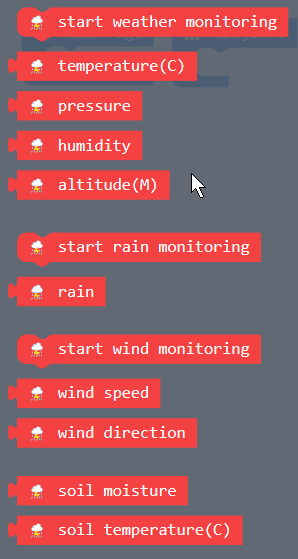 start weather monitoring
temperature(C)
pressure
humidity
altitude(M)
start rain monitoring
rain
start wind monitoring
wind speed
wind direction
soil moisture
soil temperature(C)